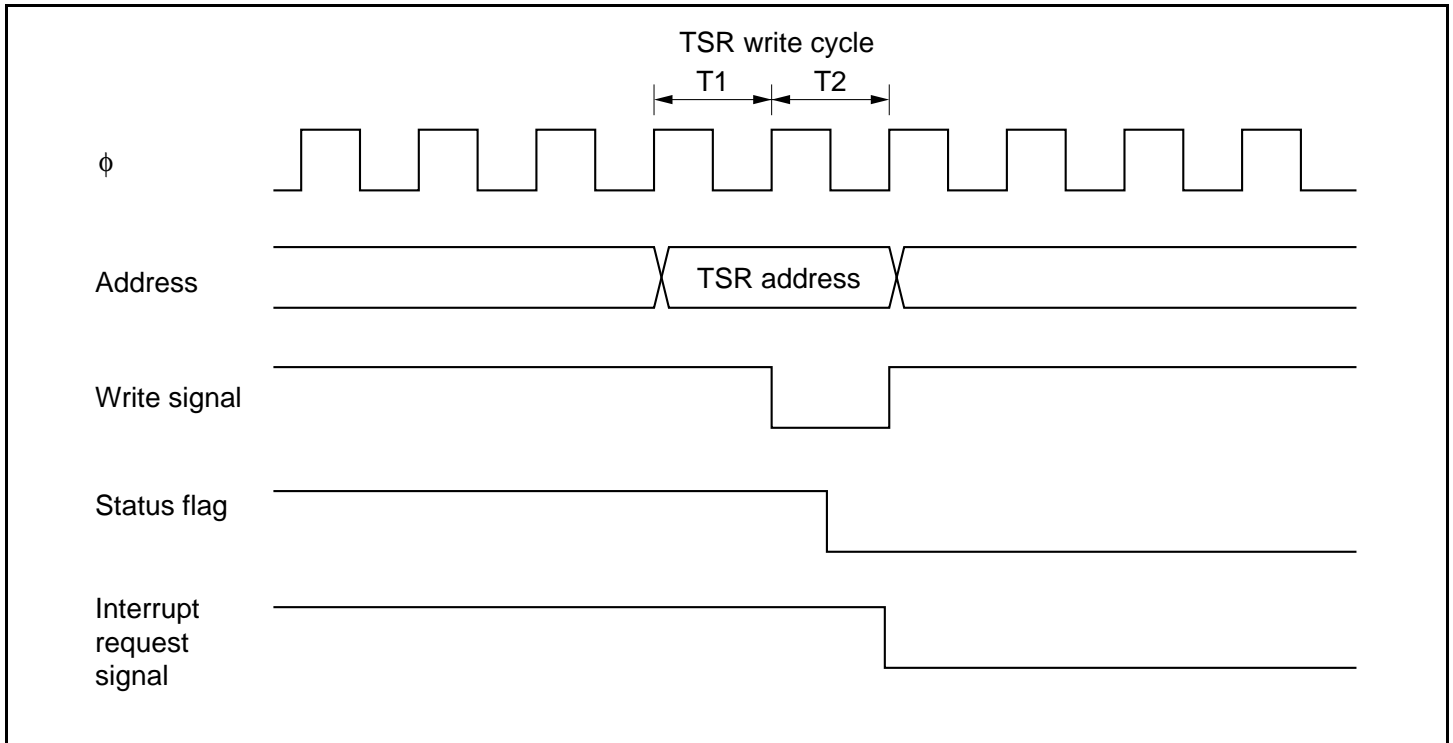 TSR write cycle
T1 T2
ϕ
Address TSR address
Write signal
Status flag
Interrupt
request
signal